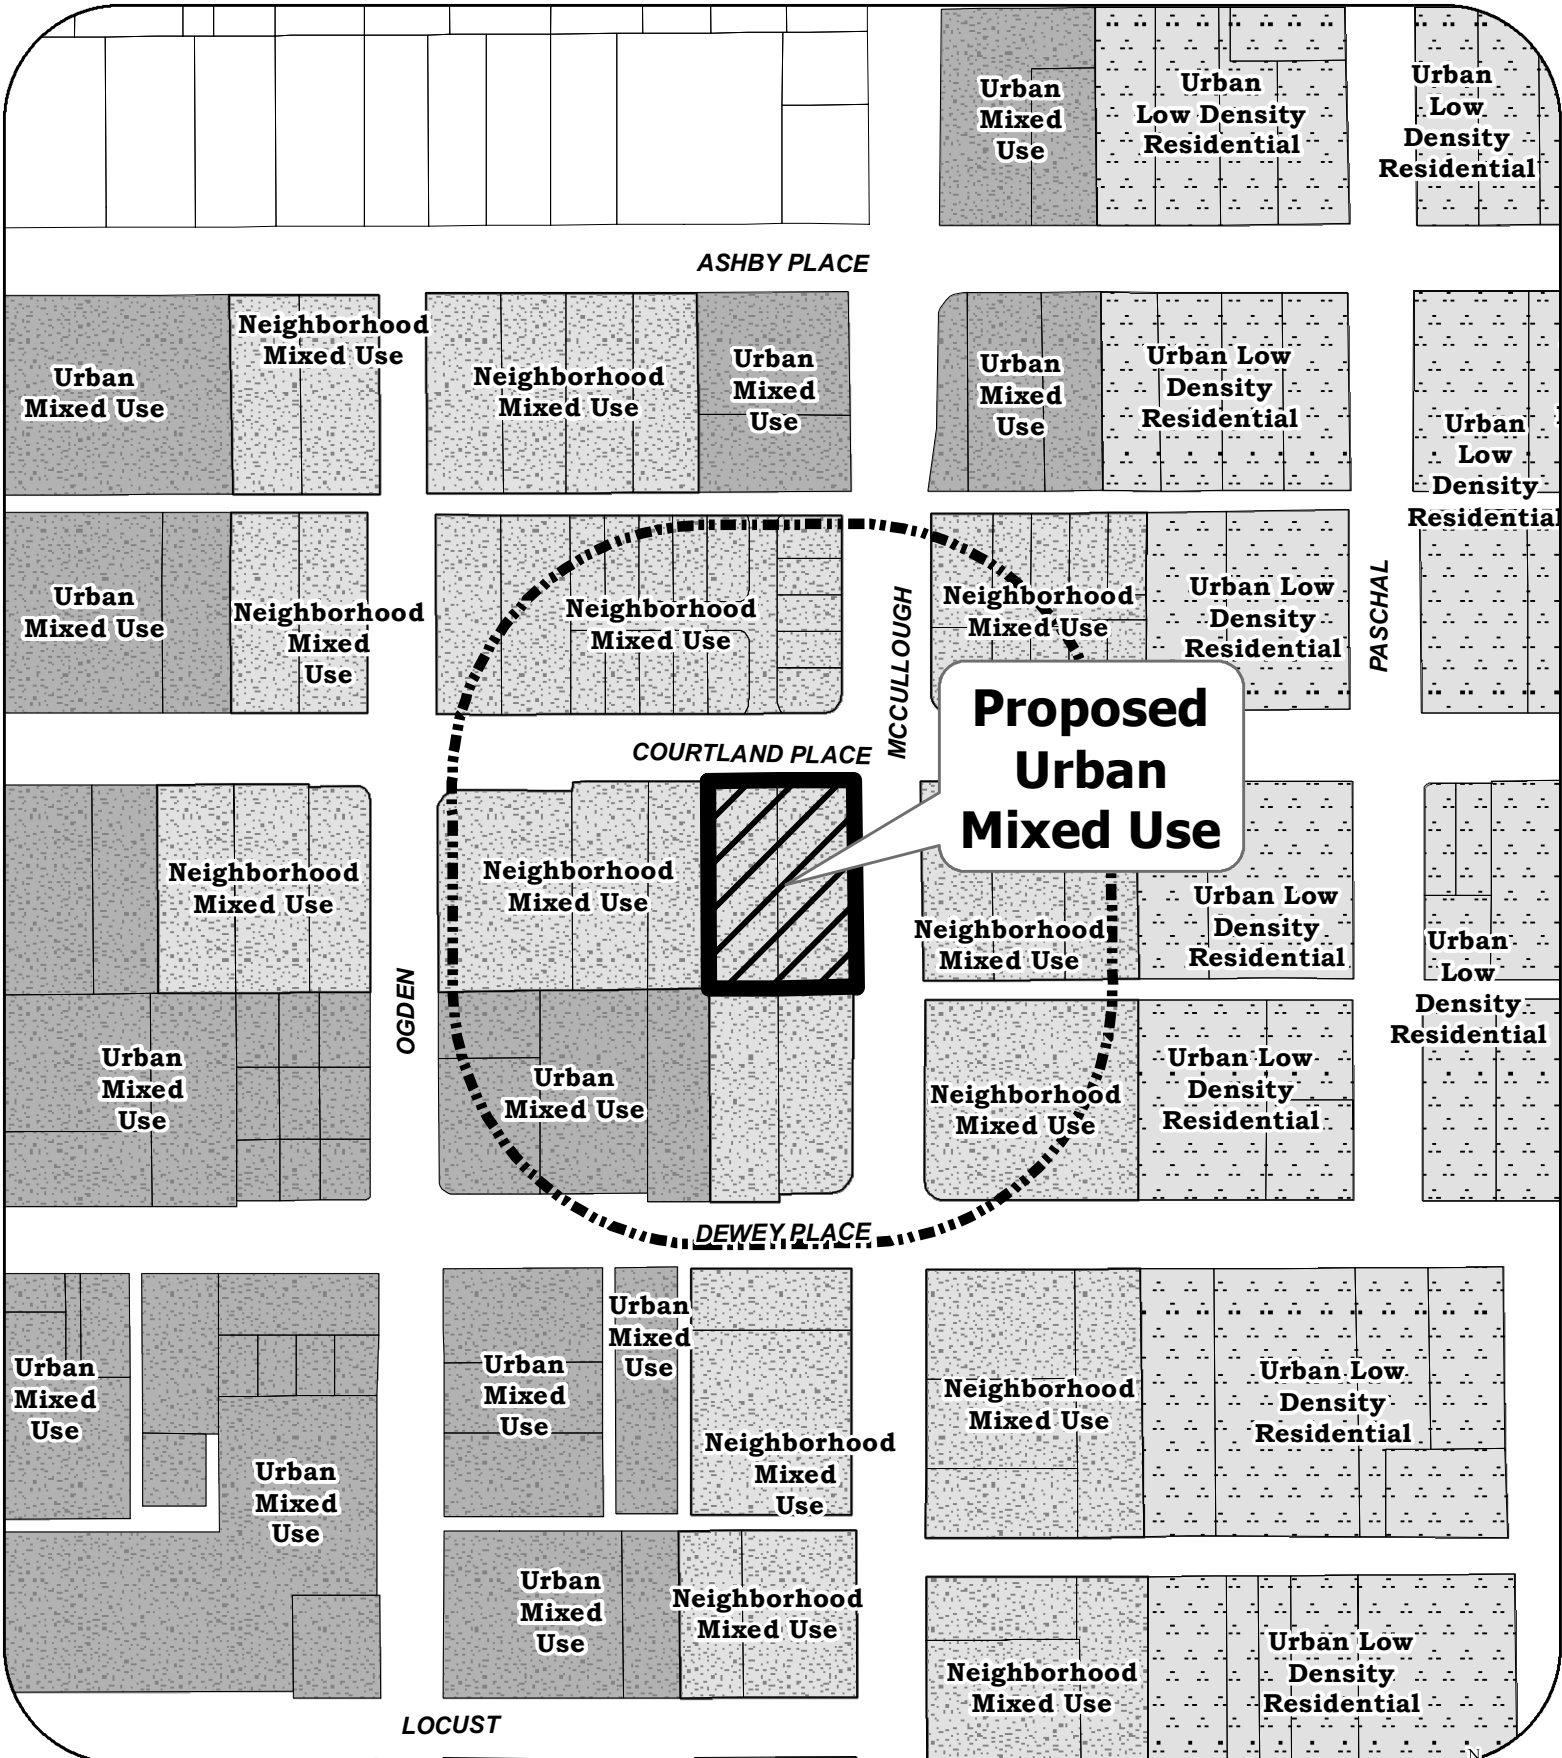 Urban
Mixed
Use
Urban
Low Density
Residential
Urban
Low
Density
Residential
ASHBY PLACE
Urban
Mixed Use
Neighborhood
Mixed Use
Neighborhood
Mixed Use
Urban
Mixed
Use
Urban
Mixed
Use
Urban Low
Density
Residential
Urban
Low
Density
Residential
Urban
Mixed Use
Neighborhood
Mixed
Use
Neighborhood
Mixed Use
MCCULLOUGH
Neighborhood
Mixed Use
Urban Low
Density
Residential
PASCHAL
COURTLAND PLACE
Proposed
Urban
Mixed Use
Neighborhood
Mixed Use
Neighborhood
Mixed Use
Neighborhood
Mixed Use
Urban Low
Density
Residential
Urban
Low
Density
Residential
OGDEN
Urban
Mixed
Use
Urban
Mixed Use
Neighborhood
Mixed Use
Urban Low
Density
Residential
DEWEY PLACE
Urban
Mixed
Use
Urban
Mixed
Use
Urban
Mixed
Use
Urban
Mixed
Use
Neighborhood
Mixed
Use
Neighborhood
Mixed Use
Urban Low
Density
Residential
Urban
Mixed
Use
Neighborhood
Mixed Use
Neighborhood
Mixed Use
Urban Low
Density
Residential
LOCUST
N